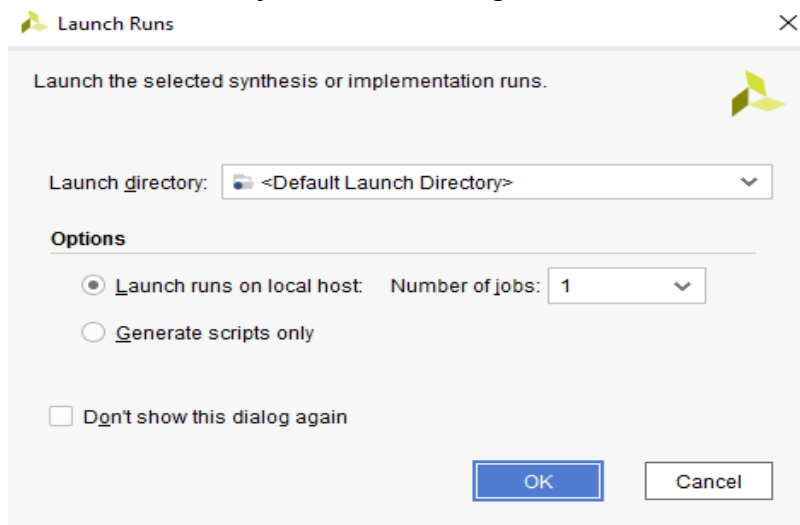 Launch Runs
Launch the selected synthesis or implementation runs.
Launch directory: <Default Launch Directory>
Options
Launch runs on local host: Number of jobs: 1
Generate scripts only
Don't show this dialog again
OK Cancel